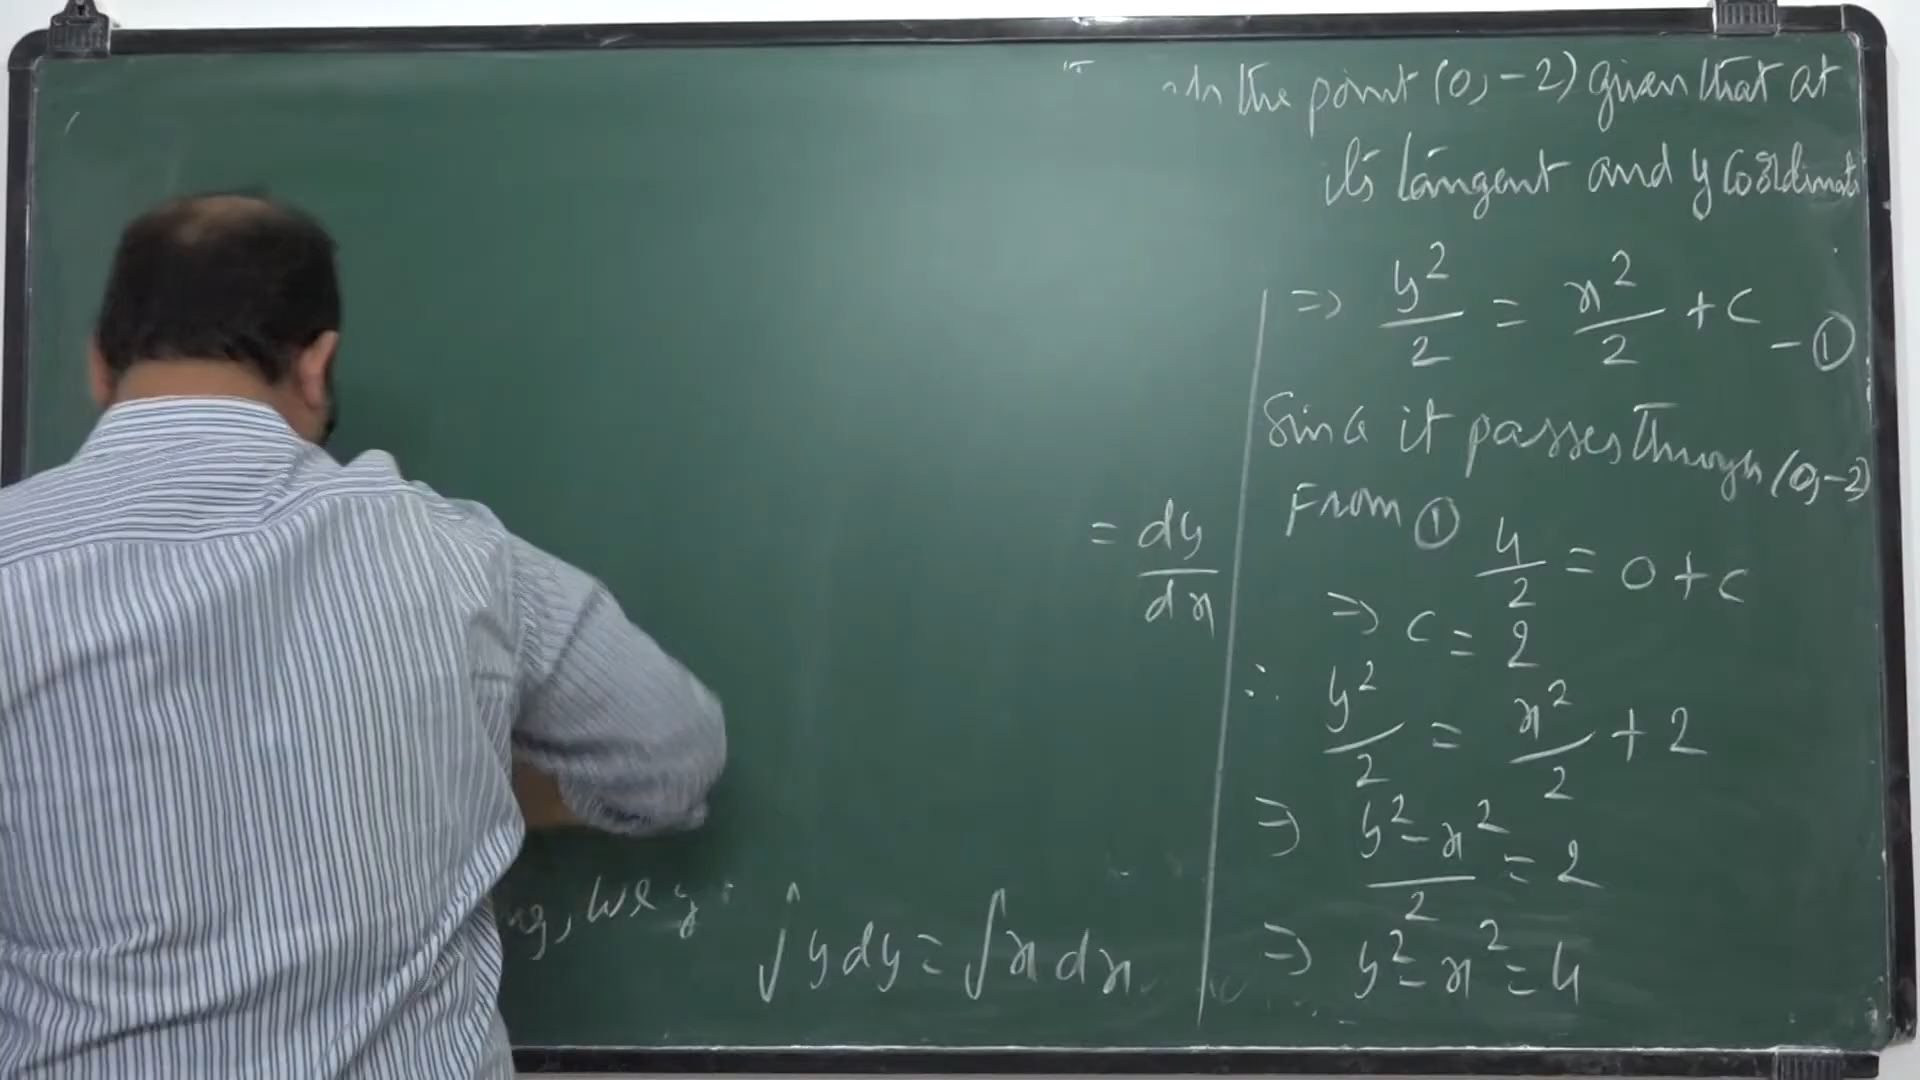 the point (0, -2) given that at
its tangent and y coordinate
= dy/dx
∫ y dy = ∫ x dx
⇒ y²/2 = x²/2 + c - ①
Since it passes through (0, -2)
From ① 4/2 = 0 + c
⇒ c = 2
∴ y²/2 = x²/2 + 2
⇒ y² - x²/2 = 2
⇒ y² - x² = 4